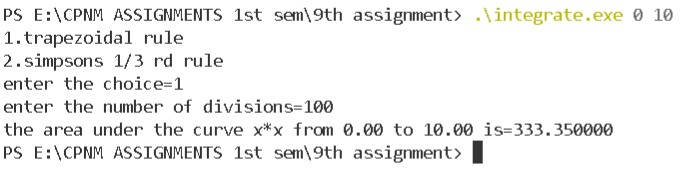 PS E:\CPNM ASSIGNMENTS 1st sem\9th assignment> .\integrate.exe 0 10
1.trapezoidal rule
2.simpsons 1/3 rd rule
enter the choice=1
enter the number of divisions=100
the area under the curve x*x from 0.00 to 10.00 is=333.350000
PS E:\CPNM ASSIGNMENTS 1st sem\9th assignment>